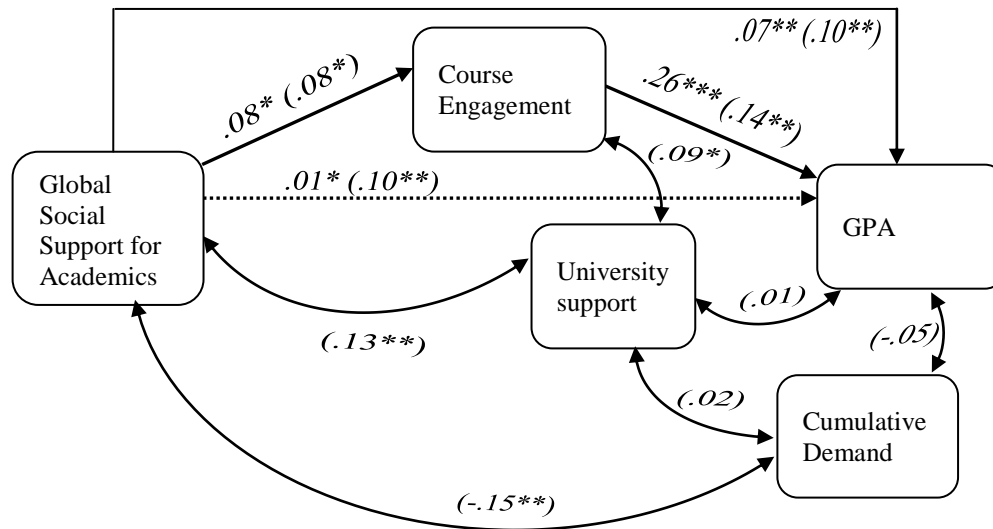 .07** (.10**)
Course
Engagement
.08* (.08*)
.26*** (.14**)
(.09*)
Global
Social
Support for
Academics
.01* (.10**)
GPA
University
support
(.01)
(.13**)
(-.05)
(.02)
Cumulative
Demand
(-.15**)